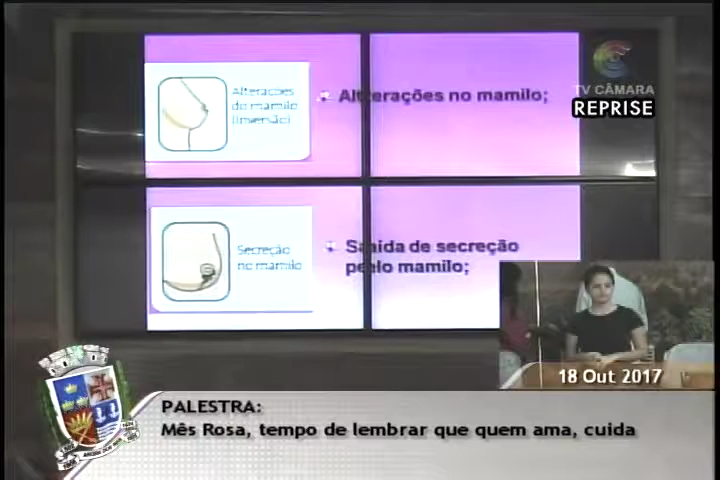 TV CÂMARA
REPRISE
Alterações
do mamilo
(inversão)
Alterações no mamilo;
Secreção
no mamilo
Saída de secreção
pelo mamilo;
18 Out 2017
PALESTRA:
Mês Rosa, tempo de lembrar que quem ama, cuida